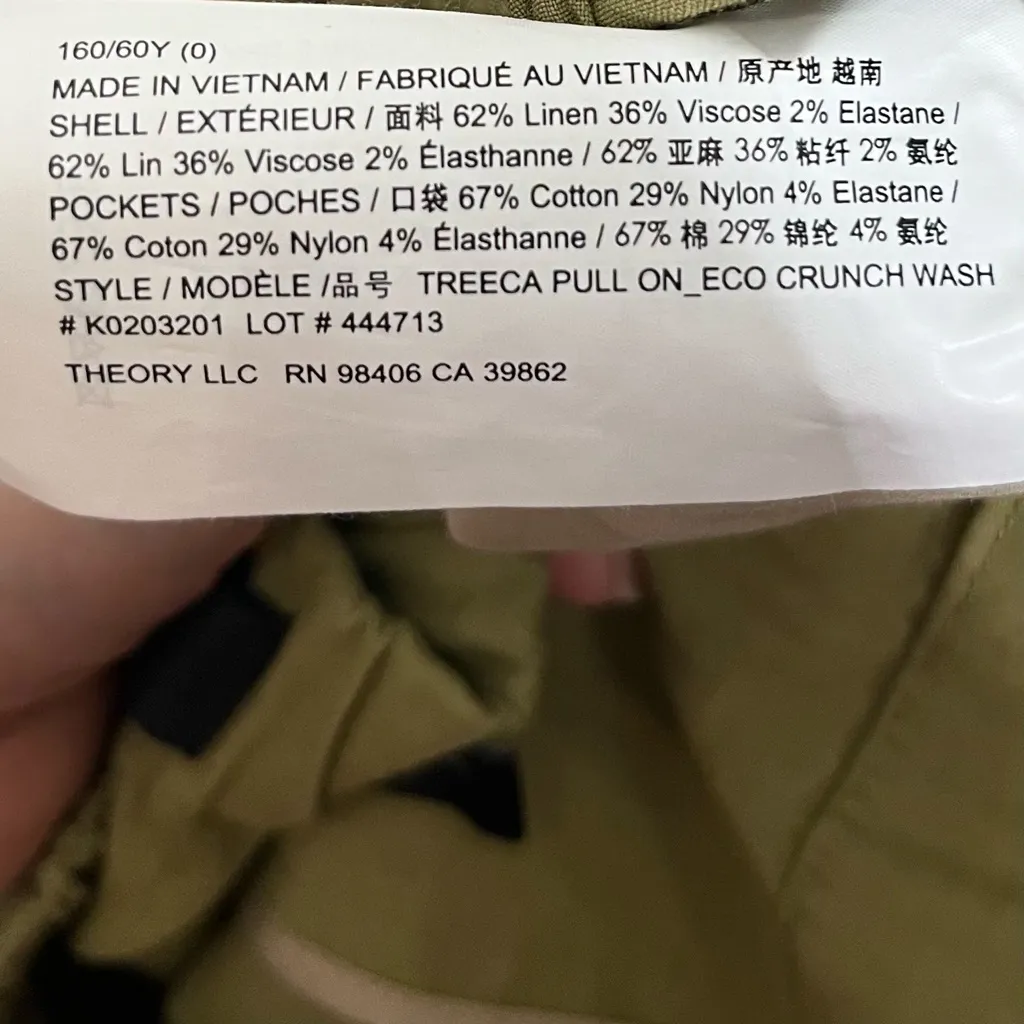 160/60Y (0)
MADE IN VIETNAM / FABRIQUÉ AU VIETNAM / 原产地 越南
SHELL / EXTÉRIEUR / 面料 62% Linen 36% Viscose 2% Elastane /
62% Lin 36% Viscose 2% Élasthanne / 62% 亚麻 36% 粘纤 2% 氨纶
POCKETS / POCHES / 口袋 67% Cotton 29% Nylon 4% Elastane /
67% Coton 29% Nylon 4% Élasthanne / 67% 棉 29% 锦纶 4% 氨纶
STYLE / MODÈLE /品号 TREECA PULL ON_ECO CRUNCH WASH
# K0203201 LOT # 444713
THEORY LLC RN 98406 CA 39862